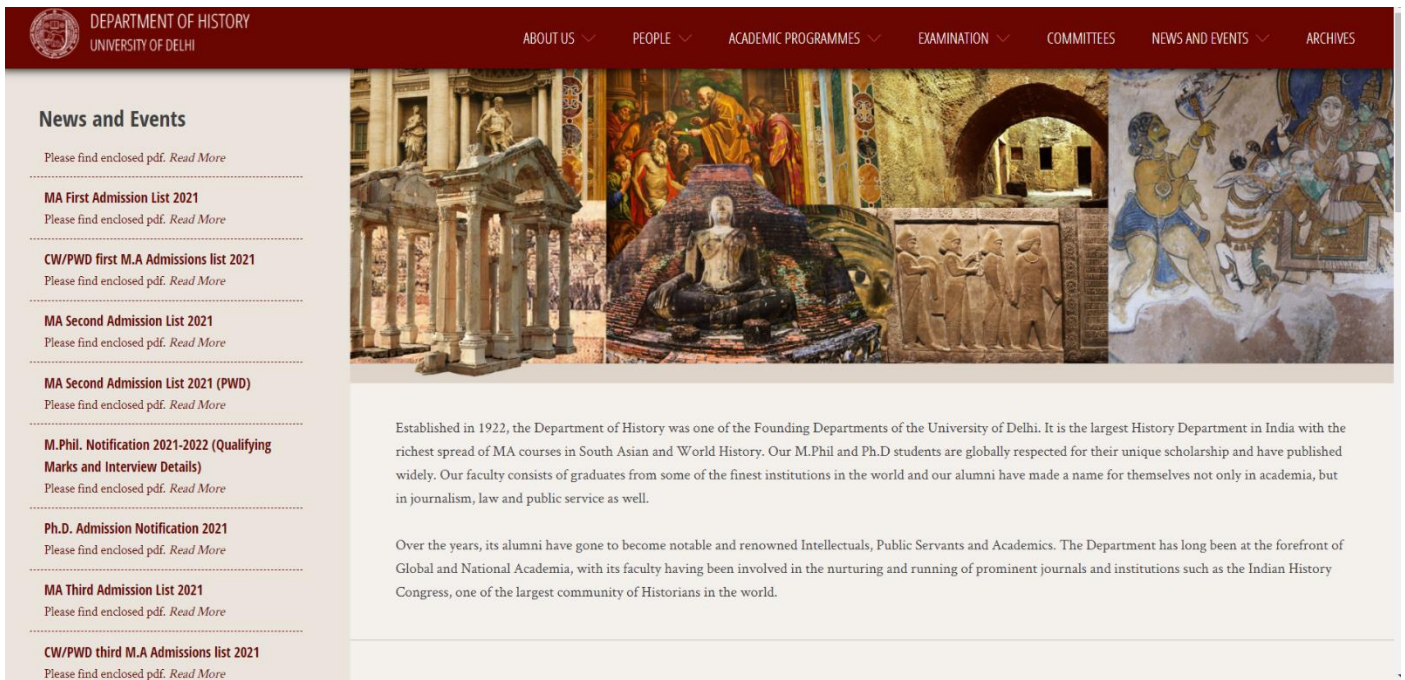 DEPARTMENT OF HISTORY
UNIVERSITY OF DELHI
ABOUT US
PEOPLE
ACADEMIC PROGRAMMES
EXAMINATION
COMMITTEES
NEWS AND EVENTS
ARCHIVES
News and Events
Please find enclosed pdf. Read More
MA First Admission List 2021
Please find enclosed pdf. Read More
CW/PWD first M.A Admissions list 2021
Please find enclosed pdf. Read More
MA Second Admission List 2021
Please find enclosed pdf. Read More
MA Second Admission List 2021 (PWD)
Please find enclosed pdf. Read More
M.Phil. Notification 2021-2022 (Qualifying
Marks and Interview Details)
Please find enclosed pdf. Read More
Ph.D. Admission Notification 2021
Please find enclosed pdf. Read More
MA Third Admission List 2021
Please find enclosed pdf. Read More
CW/PWD third M.A Admissions list 2021
Please find enclosed pdf. Read More
Established in 1922, the Department of History was one of the Founding Departments of the University of Delhi. It is the largest History Department in India with the
richest spread of MA courses in South Asian and World History. Our M.Phil and Ph.D students are globally respected for their unique scholarship and have published
widely. Our faculty consists of graduates from some of the finest institutions in the world and our alumni have made a name for themselves not only in academia, but
in journalism, law and public service as well.
Over the years, its alumni have gone to become notable and renowned Intellectuals, Public Servants and Academics. The Department has long been at the forefront of
Global and National Academia, with its faculty having been involved in the nurturing and running of prominent journals and institutions such as the Indian History
Congress, one of the largest community of Historians in the world.